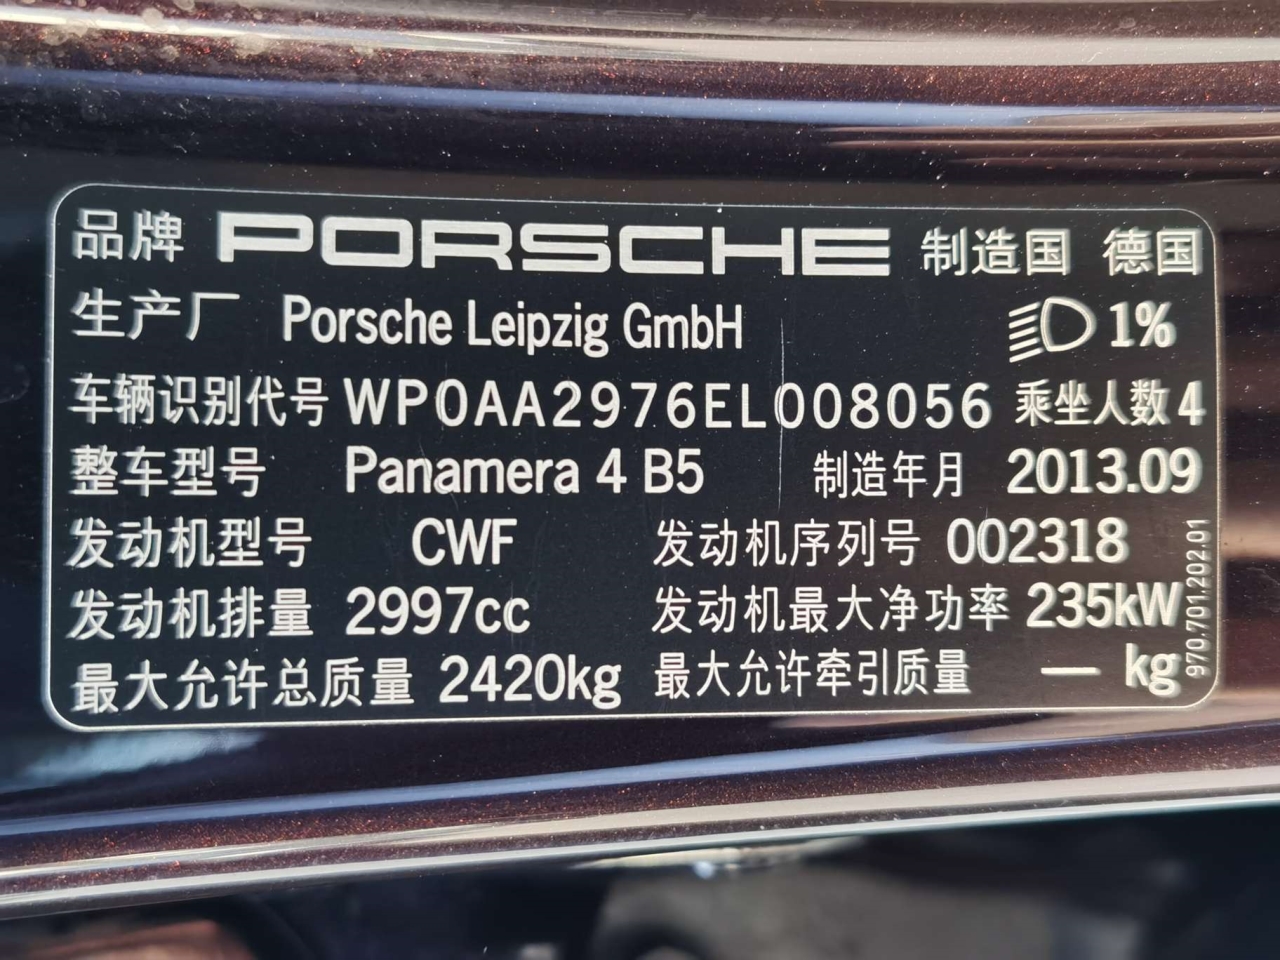 品牌 PORSCHE 制造国 德国
生产厂 Porsche Leipzig GmbH 1%
车辆识别代号 WP0AA2976EL008056 乘坐人数 4
整车型号 Panamera 4 B5 制造年月 2013.09
发动机型号 CWF 发动机序列号 002318
发动机排量 2997cc 发动机最大净功率 235kW
最大允许总质量 2420kg 最大允许牵引质量 — kg
970.701.202.01